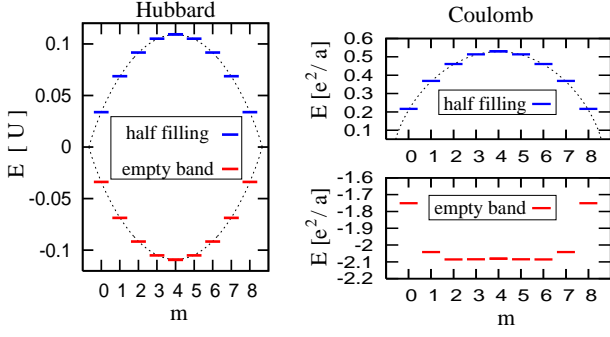 Hubbard
E [ U ]
0.1
0.05
0
-0.05
-0.1
half filling
empty band
0 1 2 3 4 5 6 7 8
m
Coulomb
E [e²/a]
0.6
0.5
0.4
0.3
0.2
0.1
half filling
0 1 2 3 4 5 6 7 8
E [e²/a]
-1.6
-1.7
-1.8
-1.9
-2
-2.1
-2.2
empty band
0 1 2 3 4 5 6 7 8
m